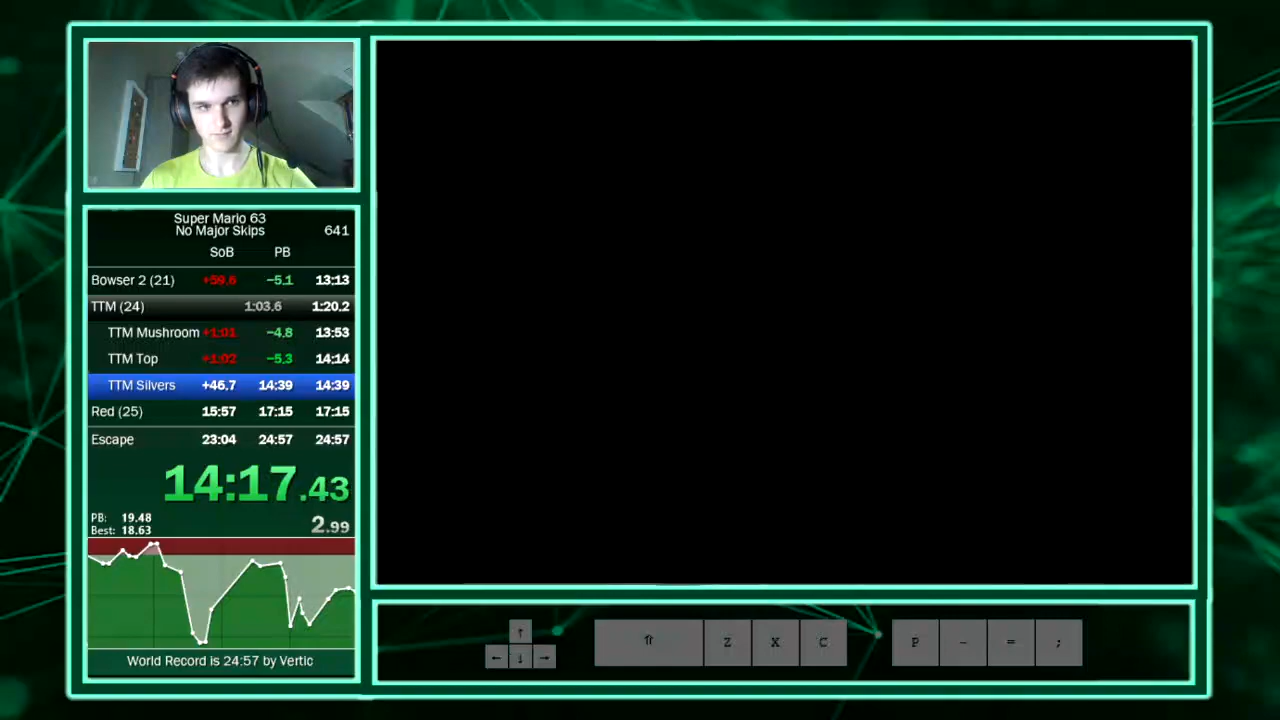 Super Mario 63
No Major Skips 641
SoB PB
Bowser 2 (21) +59.6 −5.1 13:13
TTM (24) 1:03.6 1:20.2
TTM Mushroom +1:01 −4.8 13:53
TTM Top +1:02 −5.3 14:14
TTM Silvers +46.7 14:39 14:39
Red (25) 15:57 17:15 17:15
Escape 23:04 24:57 24:57
14:17.43
PB: 19.48
Best: 18.63 2.99
World Record is 24:57 by Vertic
↑ ⇑ Z X C P - = ;
← ↓ →